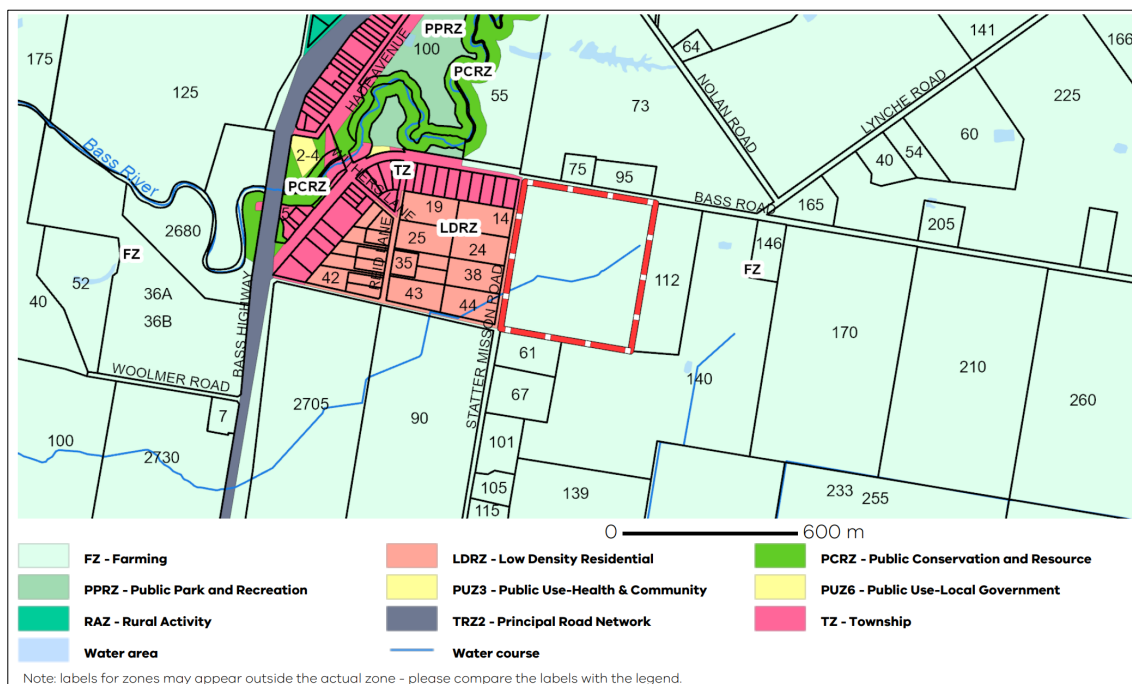 PPRZ
100
HADE AVENUE
PCRZ
55
175
125
64
141
166
73
NOLAN ROAD
LYNCHE ROAD
225
60
40
54
Bass River
2-4
WITHERS LANE
TZ
PCRZ
5
75
95
BASS ROAD
165
205
19
14
LDRZ
25
24
REID LANE
35
38
42
43
44
STATTER MISSON ROAD
2680
FZ
52
40
36A
36B
BASS HIGHWAY
146
FZ
112
170
210
260
61
140
67
WOOLMER ROAD
7
2705
90
100
2730
101
105
115
139
233
255
0 600 m
FZ - Farming
LDRZ - Low Density Residential
PCRZ - Public Conservation and Resource
PPRZ - Public Park and Recreation
PUZ3 - Public Use-Health & Community
PUZ6 - Public Use-Local Government
RAZ - Rural Activity
TRZ2 - Principal Road Network
TZ - Township
Water area
Water course
Note: labels for zones may appear outside the actual zone - please compare the labels with the legend.